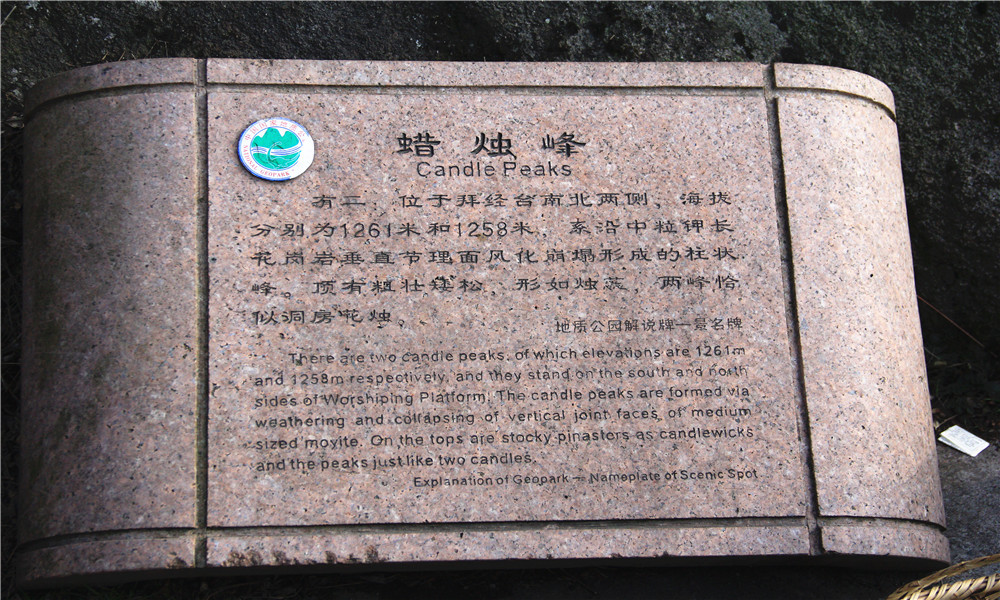 NATIONAL GEOPARK
蜡烛峰
Candle Peaks
有二，位于拜经台南北两侧，海拔
分别为1261米和1258米，系沿中粒钾长
花岗岩垂直节理面风化崩塌形成的柱状
峰。顶有粗壮矮松，形如烛蕊，两峰恰
似洞房花烛。
地质公园解说牌—景名牌
There are two candle peaks, of which elevations are 1261m
and 1258m respectively, and they stand on the south and north
sides of Worshiping Platform. The candle peaks are formed via
weathering and collapsing of vertical joint faces of medium
sized moyite. On the tops are stocky pinasters as candlewicks
and the peaks just like two candles.
Explanation of Geopark — Nameplate of Scenic Spot